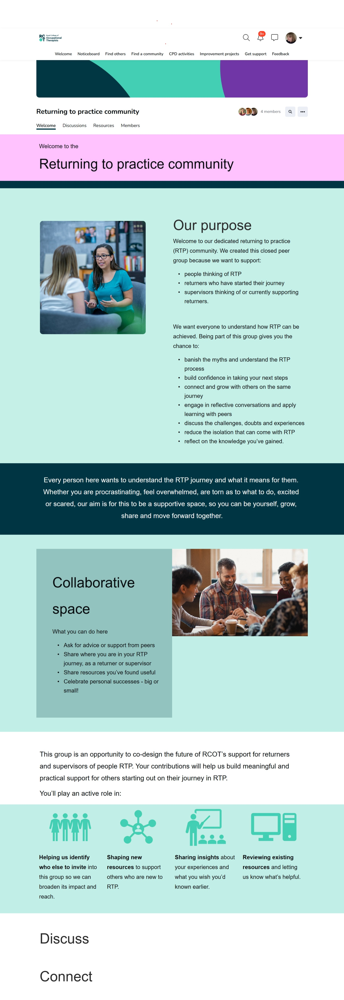 RC
OT
Royal College of
Occupational
Therapists
9+
Welcome
Noticeboard
Find others
Find a community
CPD activities
Improvement projects
Get support
Feedback
Returning to practice community
4 members
Welcome
Discussions
Resources
Members
Welcome to the
Returning to practice community
Our purpose
Welcome to our dedicated returning to practice
(RTP) community. We created this closed peer
group because we want to support:
• people thinking of RTP
• returners who have started their journey
• supervisors thinking of or currently supporting
returners.
We want everyone to understand how RTP can be
achieved. Being part of this group gives you the
chance to:
• banish the myths and understand the RTP
process
• build confidence in taking your next steps
• connect and grow with others on the same
journey
• engage in reflective conversations and apply
learning with peers
• discuss the challenges, doubts and experiences
• reduce the isolation that can come with RTP
• reflect on the knowledge you’ve gained.
Every person here wants to understand the RTP journey and what it means for them.
Whether you are procrastinating, feel overwhelmed, are torn as to what to do, excited
or scared, our aim is for this to be a supportive space, so you can be yourself, grow,
share and move forward together.
Collaborative
space
What you can do here
• Ask for advice or support from peers
• Share where you are in your RTP
journey, as a returner or supervisor
• Share resources you’ve found useful
• Celebrate personal successes - big or
small!
This group is an opportunity to co-design the future of RCOT’s support for returners
and supervisors of people RTP. Your contributions will help us build meaningful and
practical support for others starting out on their journey in RTP.
You’ll play an active role in:
Helping us identify
who else to invite into
this group so we can
broaden its impact and
reach.
Shaping new
resources to support
others who are new to
RTP.
Sharing insights about
your experiences and
what you wish you’d
known earlier.
Reviewing existing
resources and letting
us know what’s helpful.
Discuss
Connect